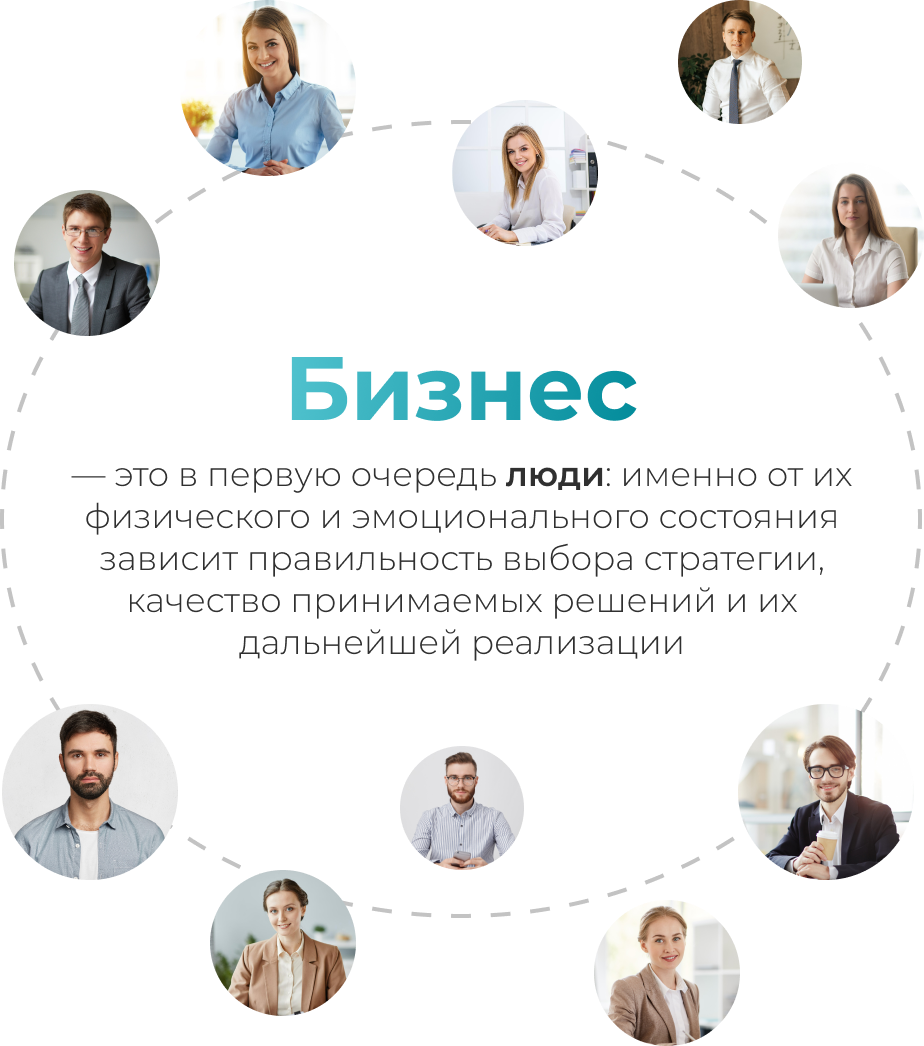 Бизнес
— это в первую очередь люди: именно от их
физического и эмоционального состояния
зависит правильность выбора стратегии,
качество принимаемых решений и их
дальнейшей реализации